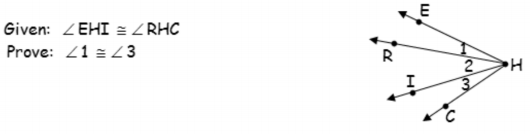 Given: ∠EHI ≅ ∠RHC
Prove: ∠1 ≅ ∠3
E
R
1
2
H
I
3
C